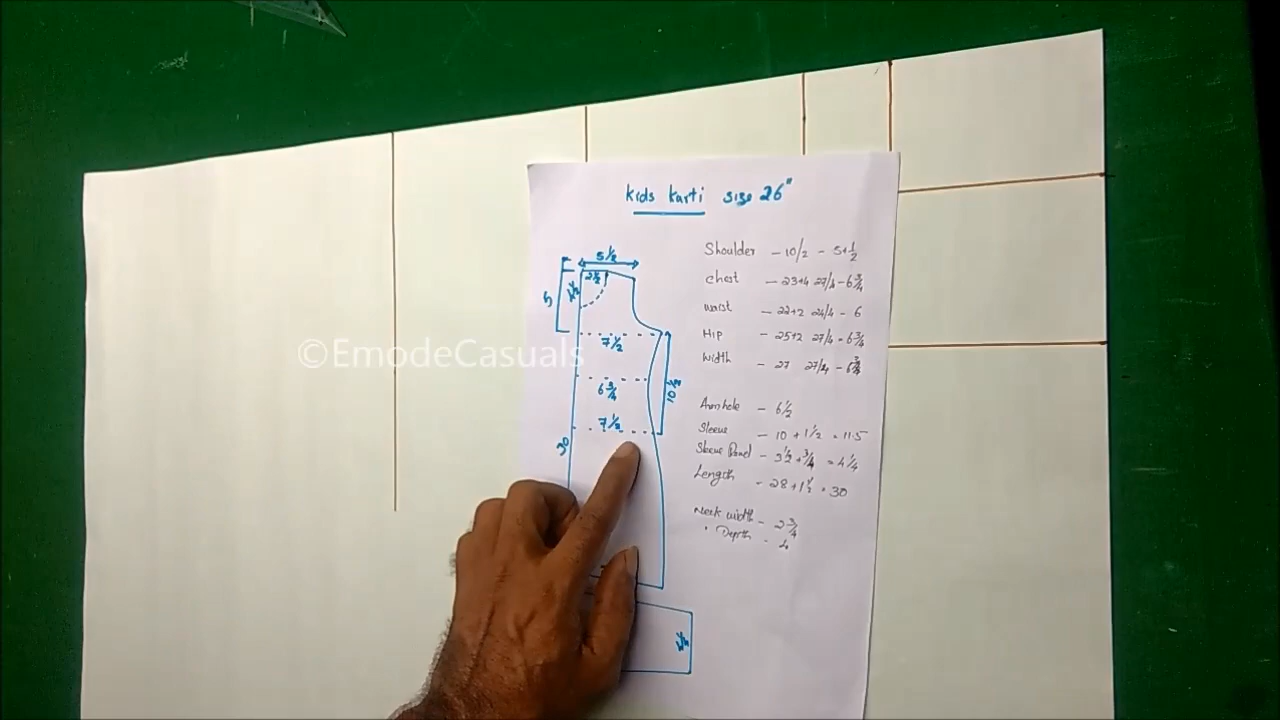 Kids Karti size 26"
5 1/2
2 1/2
5
7 1/2
6 3/4
7 1/2
10 1/2
30
Shoulder - 10/2 - 5+1/2
chest - 23+4 27/4 - 6 3/4
waist - 22+2 24/4 - 6
Hip - 25+2 27/4 = 6 3/4
width - 27 27/4 - 6 3/4
Armhole - 6 1/2
Sleeve - 10 + 1 1/2 = 11.5
Sleeve Panel - 3 1/2 + 3/4 = 4 1/4
Length - 28 + 1 1/2 = 30
Neck width - 2 3/4
" Depth - 4
©EmodeCasuals